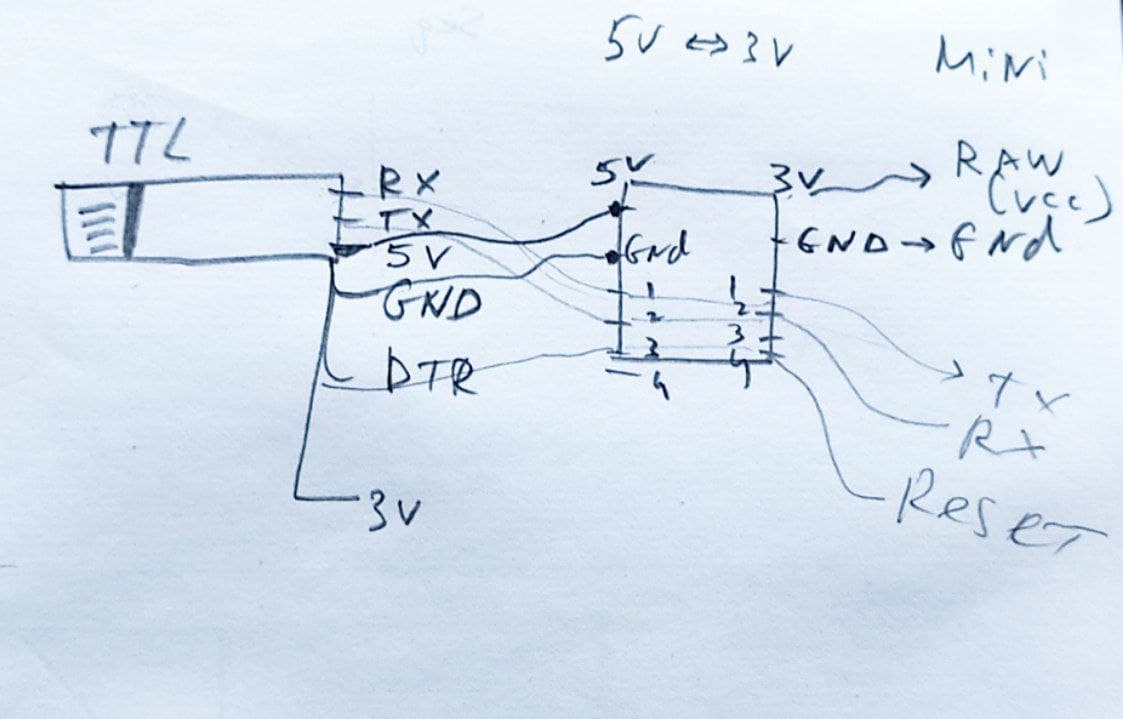 5V ↔ 3V
MiNi
TTL
RX
TX
5V
GND
DTR
3V
5V
Gnd
1
2
3
4
3V
GND → GNd
1
2
3
4
RAW
(Vcc)
TX
RX
Reset